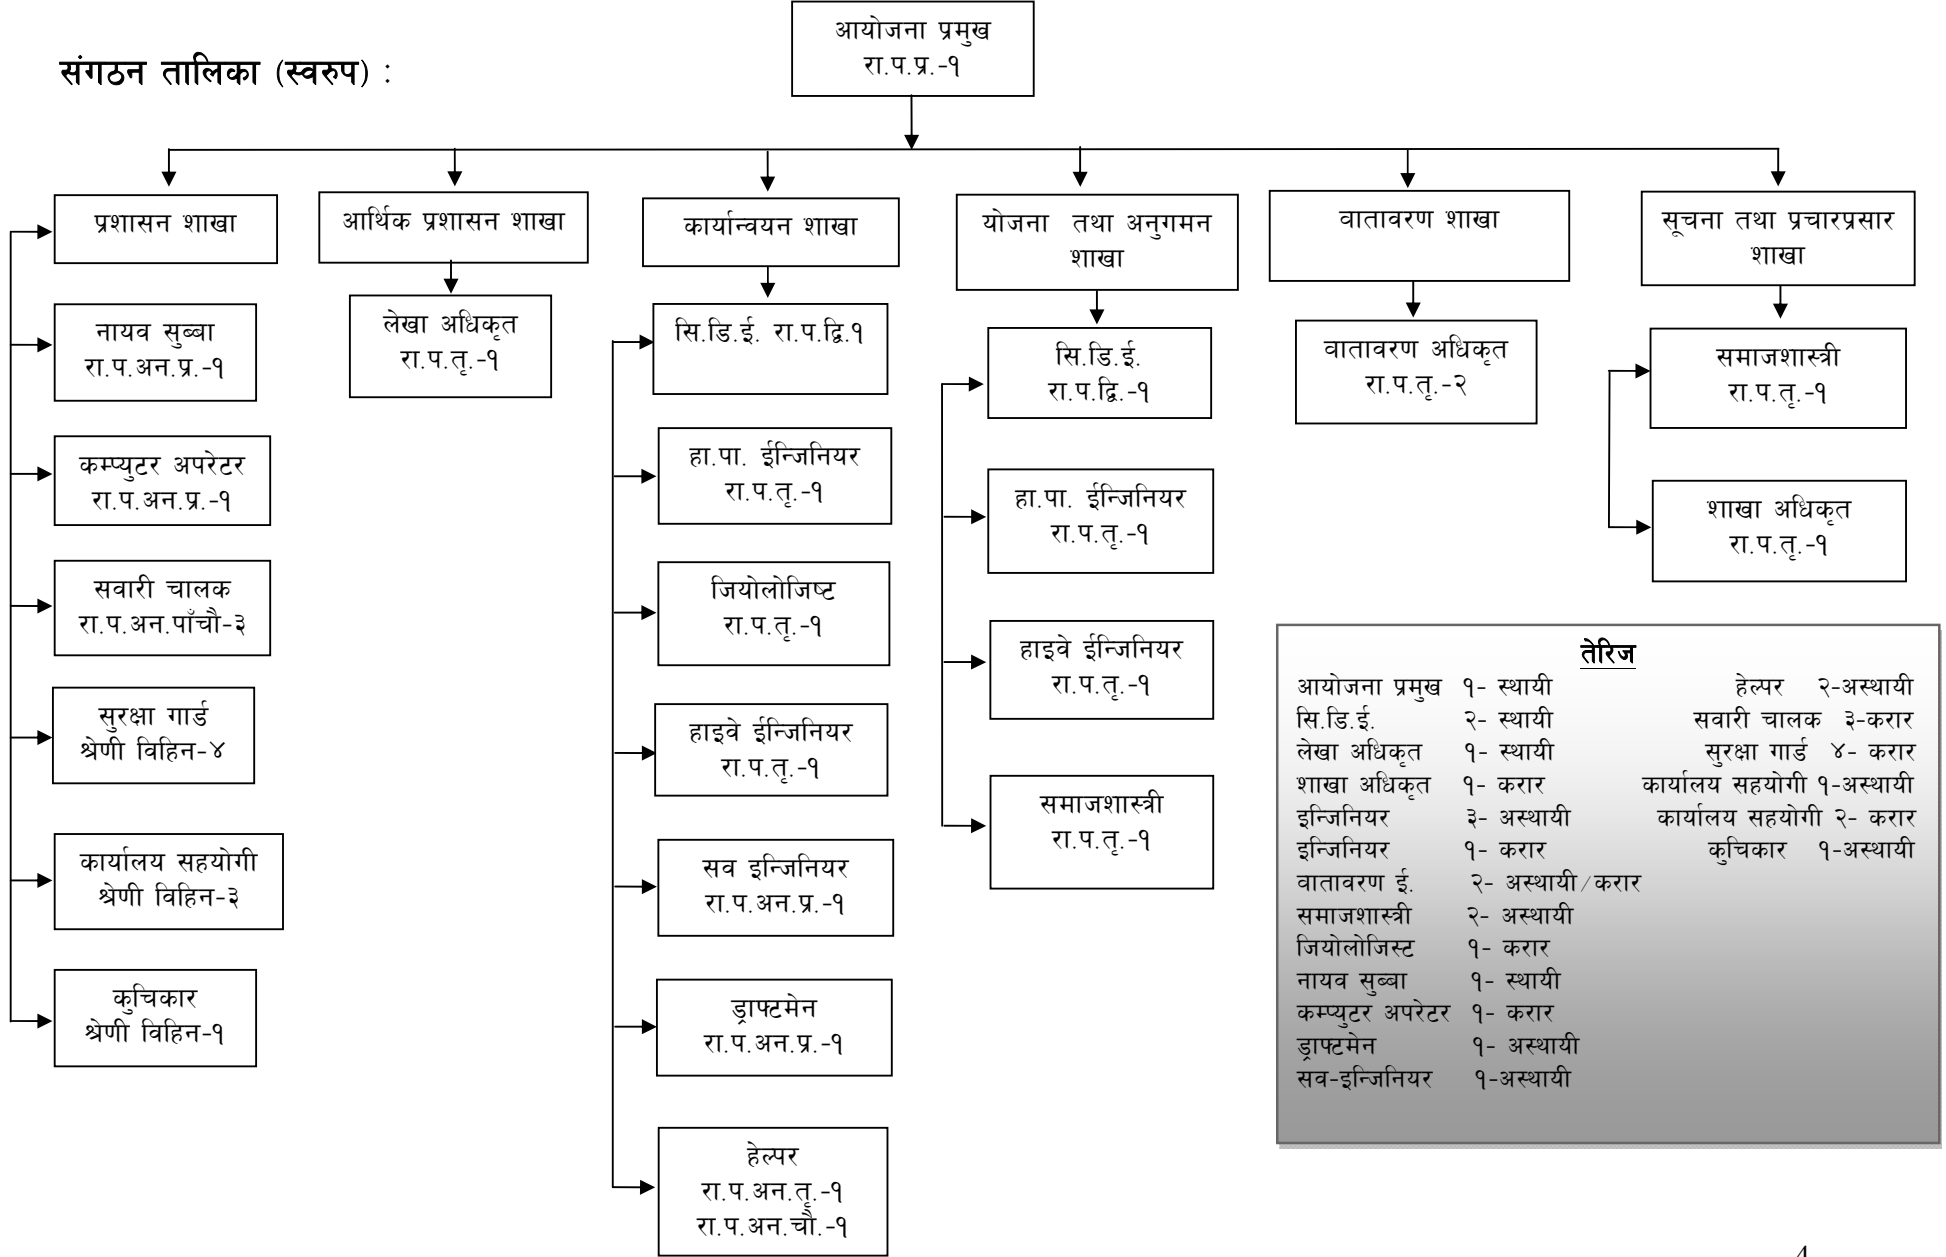 संगठन तालिका (स्वरुप) :
आयोजना प्रमुख
रा.प.प्र.-१
प्रशासन शाखा
नायव सुब्बा
रा.प.अन.प्र.-१
कम्प्युटर अपरेटर
रा.प.अन.प्र.-१
सवारी चालक
रा.प.अन.पाँचौ-३
सुरक्षा गार्ड
श्रेणी विहिन-४
कार्यालय सहयोगी
श्रेणी विहिन-३
कुचिकार
श्रेणी विहिन-१
आर्थिक प्रशासन शाखा
लेखा अधिकृत
रा.प.तृ.-१
कार्यान्वयन शाखा
सि.डि.ई. रा.प.द्वि.१
हा.पा. ईन्जिनियर
रा.प.तृ.-१
जियोलोजिष्ट
रा.प.तृ.-१
हाइवे ईन्जिनियर
रा.प.तृ.-१
सव इन्जिनियर
रा.प.अन.प्र.-१
ड्राफ्टमेन
रा.प.अन.प्र.-१
हेल्पर
रा.प.अन.तृ.-१
रा.प.अन.चौ.-१
योजना तथा अनुगमन
शाखा
सि.डि.ई.
रा.प.द्वि.-१
हा.पा. ईन्जिनियर
रा.प.तृ.-१
हाइवे ईन्जिनियर
रा.प.तृ.-१
समाजशास्त्री
रा.प.तृ.-१
वातावरण शाखा
वातावरण अधिकृत
रा.प.तृ.-२
सूचना तथा प्रचारप्रसार
शाखा
समाजशास्त्री
रा.प.तृ.-१
शाखा अधिकृत
रा.प.तृ.-१
तेरिज
आयोजना प्रमुख १- स्थायी हेल्पर २-अस्थायी
सि.डि.ई. २- स्थायी सवारी चालक ३-करार
लेखा अधिकृत १- स्थायी सुरक्षा गार्ड ४- करार
शाखा अधिकृत १- करार कार्यालय सहयोगी १-अस्थायी
इन्जिनियर ३- अस्थायी कार्यालय सहयोगी २- करार
इन्जिनियर १- करार कुचिकार १-अस्थायी
वातावरण ई. २- अस्थायी/करार
समाजशास्त्री २- अस्थायी
जियोलोजिस्ट १- करार
नायव सुब्बा १- स्थायी
कम्प्युटर अपरेटर १- करार
ड्राफ्टमेन १- अस्थायी
सव-इन्जिनियर १-अस्थायी
4